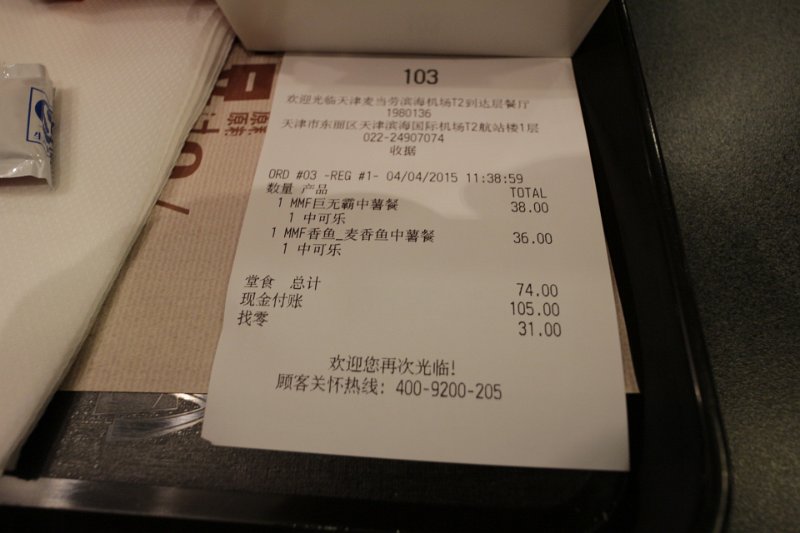 103
欢迎光临天津麦当劳滨海机场T2到达层餐厅
1980136
天津市东丽区天津滨海国际机场T2航站楼1层
022-24907074
收据
ORD #03 -REG #1- 04/04/2015 11:38:59
数量 产品 TOTAL
1 MMF巨无霸中薯餐 38.00
1 中可乐
1 MMF香鱼_麦香鱼中薯餐 36.00
1 中可乐
堂食 总计 74.00
现金付账 105.00
找零 31.00
欢迎您再次光临!
顾客关怀热线: 400-9200-205